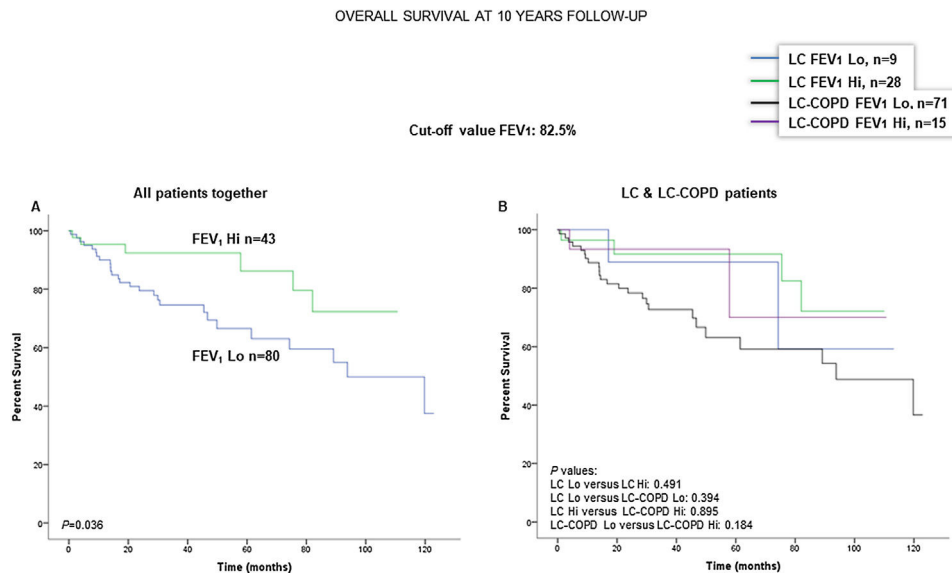 OVERALL SURVIVAL AT 10 YEARS FOLLOW-UP
LC FEV1 Lo, n=9
LC FEV1 Hi, n=28
LC-COPD FEV1 Lo, n=71
LC-COPD FEV1 Hi, n=15
Cut-off value FEV1: 82.5%
A
All patients together
Percent Survival
100
80
60
40
20
0
FEV1 Hi n=43
FEV1 Lo n=80
P=0.036
0 20 40 60 80 100 120
Time (months)
B
LC & LC-COPD patients
Percent Survival
100
80
60
40
20
0
P values:
LC Lo versus LC Hi: 0.491
LC Lo versus LC-COPD Lo: 0.394
LC Hi versus LC-COPD Hi: 0.895
LC-COPD Lo versus LC-COPD Hi: 0.184
0 20 40 60 80 100 120
Time (months)